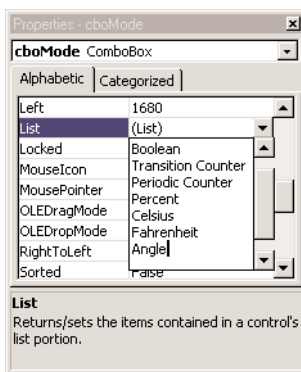 Properties - cboMode
cboMode ComboBox
Alphabetic Categorized
Left 1680
List (List)
Locked Boolean
MouseIcon Transition Counter
MousePointer Periodic Counter
OLEDragMode Percent
OLEDropMode Celsius
RightToLeft Fahrenheit
Angle
Sorted False
List
Returns/sets the items contained in a control's
list portion.